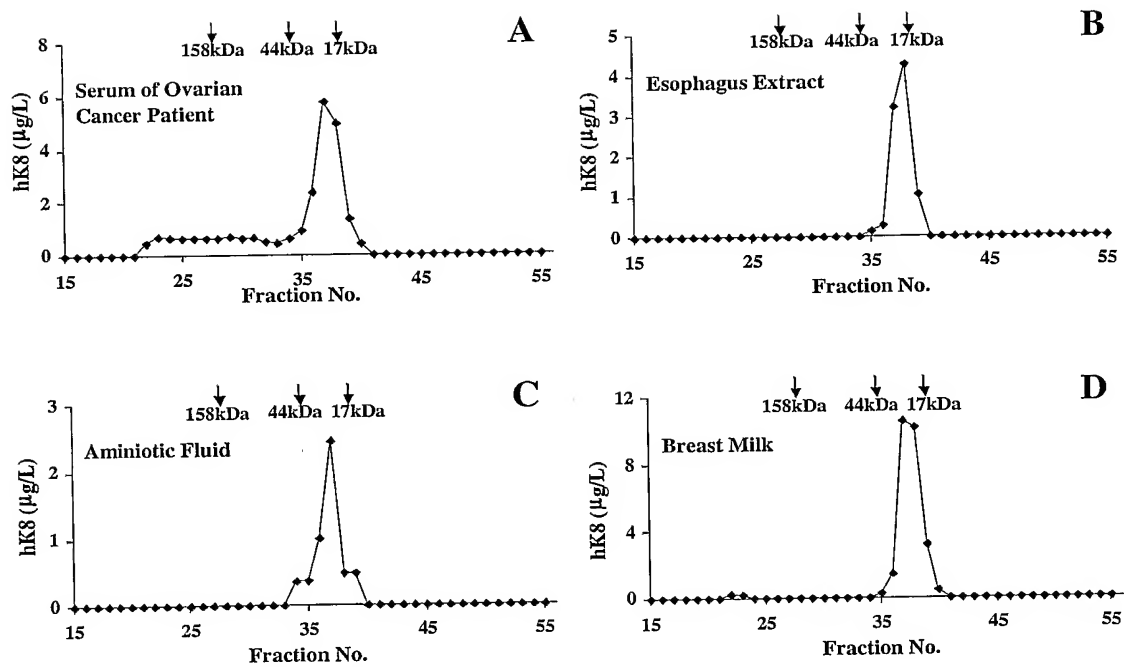 A
158kDa 44kDa 17kDa
8
6
4
2
0
hK8 (µg/L)
Serum of Ovarian
Cancer Patient
15 25 35 45 55
Fraction No.
B
158kDa 44kDa 17kDa
5
4
3
2
1
0
hK8 (µg/L)
Esophagus Extract
15 25 35 45 55
Fraction No.
C
158kDa 44kDa 17kDa
3
2
1
0
hK8 (µg/L)
Aminiotic Fluid
15 25 35 45 55
Fraction No.
D
158kDa 44kDa 17kDa
12
8
4
0
hK8 (µg/L)
Breast Milk
15 25 35 45 55
Fraction No.